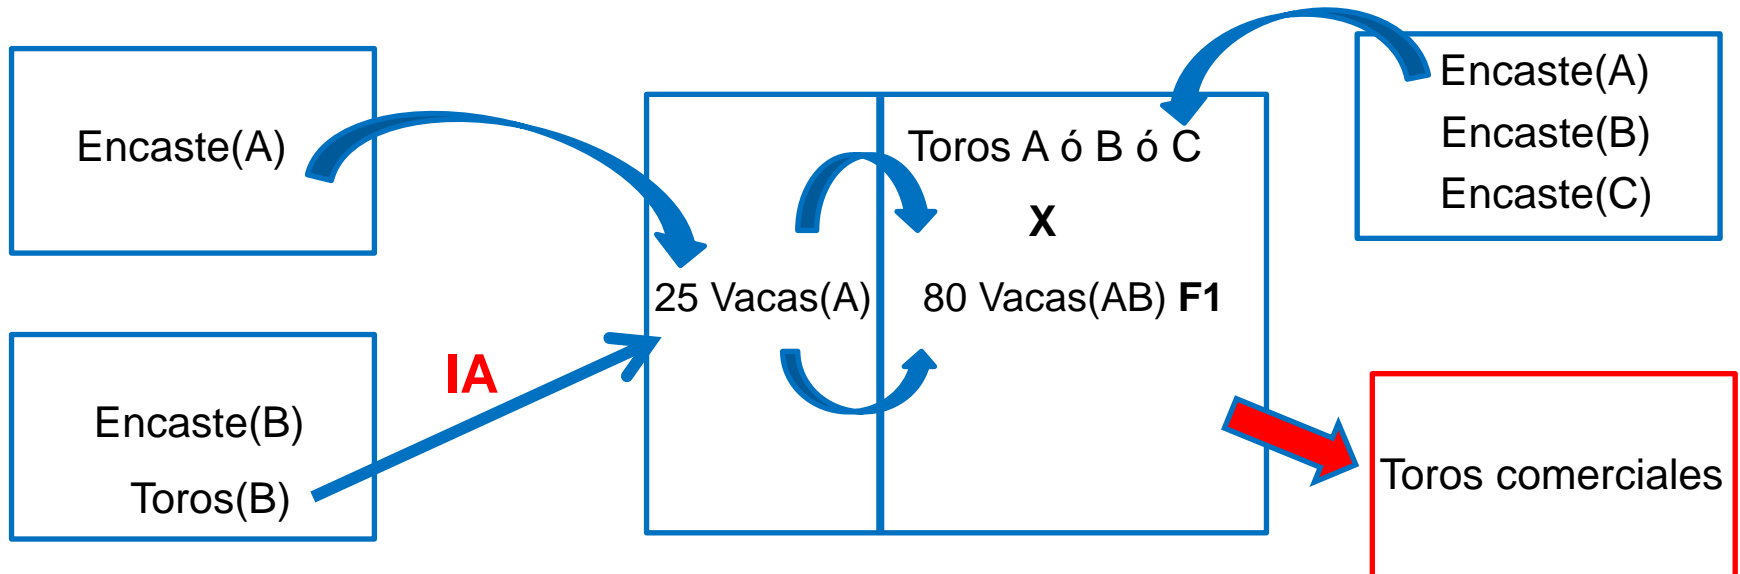 Encaste(A)
Encaste(B)
Toros(B)
IA
25 Vacas(A)
Toros A ó B ó C
X
80 Vacas(AB) F1
Encaste(A)
Encaste(B)
Encaste(C)
Toros comerciales